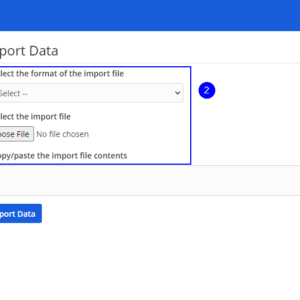 port Data
lect the format of the import file
Select --
2
lect the import file
oose File No file chosen
py/paste the import file contents
port Data